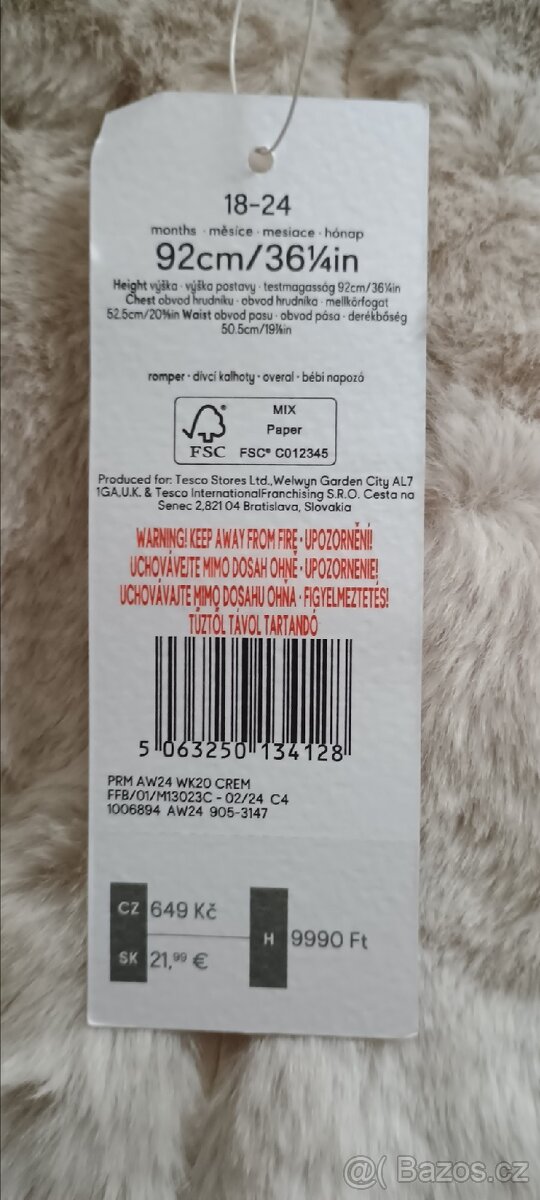 18-24
months · měsíce · mesiace · hónap
92cm/36¼in
Height výška · výška postavy · testmagasság 92cm/36¼in
Chest obvod hrudníku · obvod hrudníka · mellkórfogat
52.5cm/20¾in Waist obvod pasu · obvod pása · derékbőség
50.5cm/19¾in
romper · dívcí kalhoty · overal · bébi napozó
MIX
Paper
FSC
FSC® C012345
Produced for: Tesco Stores Ltd.,Welwyn Garden City AL7
1GA,U.K. & Tesco InternationalFranchising S.R.O. Cesta na
Senec 2,821 04 Bratislava, Slovakia
WARNING! KEEP AWAY FROM FIRE · UPOZORNĚNÍ!
UCHOVÁVEJTE MIMO DOSAH OHNĚ · UPOZORNENIE!
UCHOVÁVAJTE MIMO DOSAHU OHŇA · FIGYELMEZTETÉS!
TŰZTŐL TÁVOL TARTANDÓ
5 063250 134128
PRM AW24 WK20 CREM
FFB/01/M13023C - 02/24 C4
1006894 AW24 905-3147
CZ 649 Kč
H 9990 Ft
SK 21,99 €
@( Bazos.cz